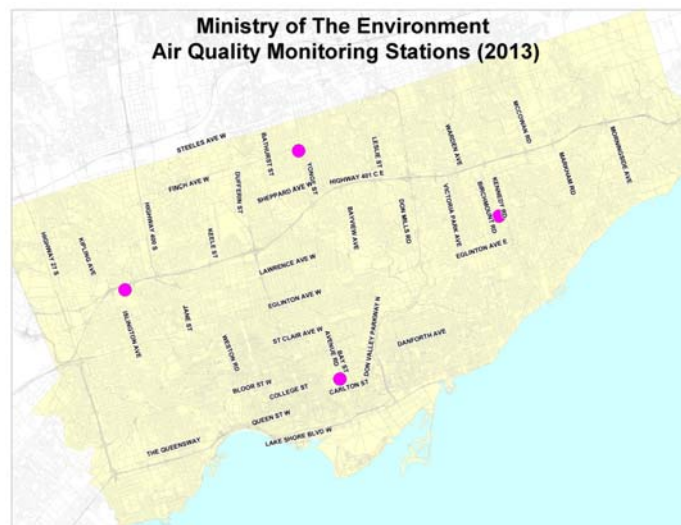 Ministry of The Environment
Air Quality Monitoring Stations (2013)
STEELES AVE W
BATHURST ST
YONGE ST
LESLIE ST
WARDEN AVE
MCCOWAN RD
MORNINGSIDE AVE
FINCH AVE W
DUFFERIN ST
SHEPPARD AVE W
HIGHWAY 401 C E
MARKHAM RD
KENNEDY RD
BIRCHMOUNT RD
VICTORIA PARK AVE
DON MILLS RD
BAYVIEW AVE
HIGHWAY 400 S
KEELE ST
HIGHWAY 27 S
KIPLING AVE
EGLINTON AVE E
LAWRENCE AVE W
ISLINGTON AVE
JANE ST
EGLINTON AVE W
WESTON RD
ST CLAIR AVE W
AVENUE RD
BAY ST
DON VALLEY PARKWAY N
DANFORTH AVE
BLOOR ST W
COLLEGE ST
CARLTON ST
QUEEN ST W
LAKE SHORE BLVD W
THE QUEENSWAY